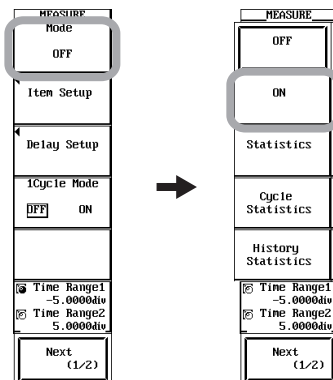 MEASURE
Mode
OFF
Item Setup
Delay Setup
1Cycle Mode
OFF ON
Time Range1
-5.0000div
Time Range2
5.0000div
Next
(1/2)
MEASURE
OFF
ON
Statistics
Cycle
Statistics
History
Statistics
Time Range1
-5.0000div
Time Range2
5.0000div
Next
(1/2)